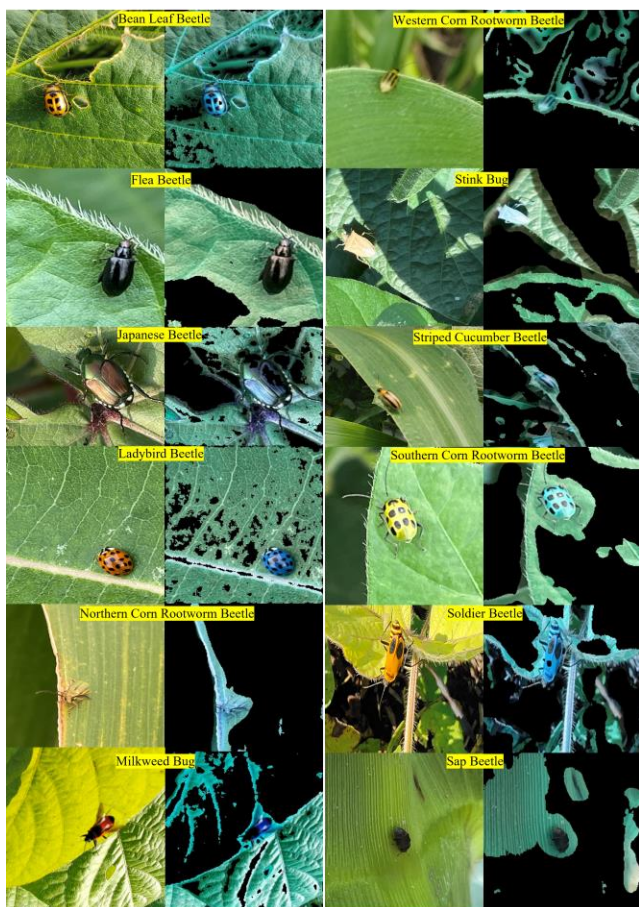 Bean Leaf Beetle
Western Corn Rootworm Beetle
Flea Beetle
Stink Bug
Japanese Beetle
Striped Cucumber Beetle
Ladybird Beetle
Southern Corn Rootworm Beetle
Northern Corn Rootworm Beetle
Soldier Beetle
Milkweed Bug
Sap Beetle